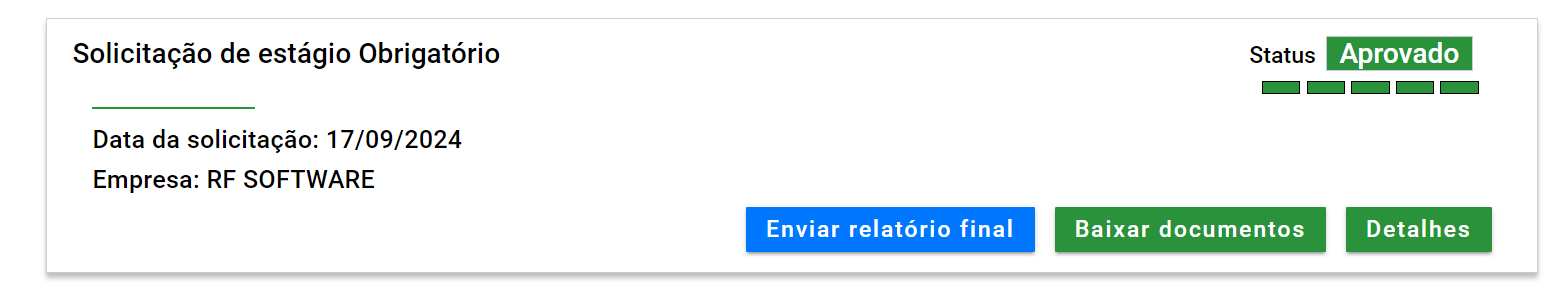 Solicitação de estágio Obrigatório
Status Aprovado
Data da solicitação: 17/09/2024
Empresa: RF SOFTWARE
Enviar relatório final Baixar documentos Detalhes